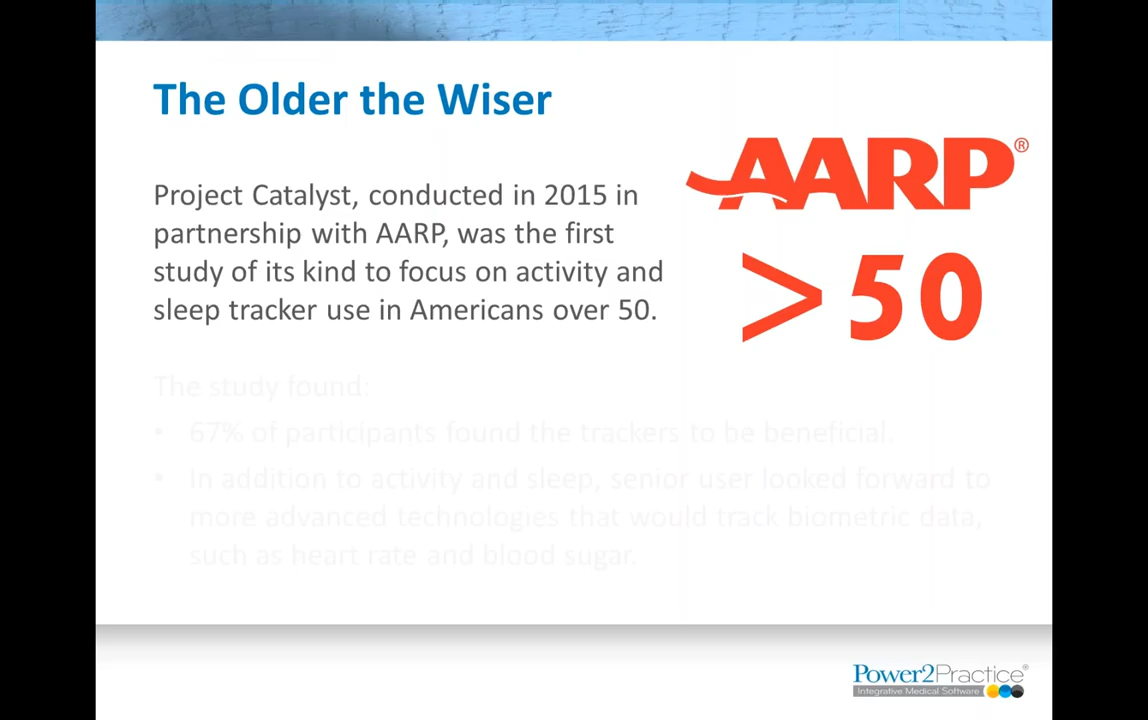 The Older the Wiser
AARP®
Project Catalyst, conducted in 2015 in
partnership with AARP, was the first
study of its kind to focus on activity and
sleep tracker use in Americans over 50.
> 50
The study found:
• 67% of participants found the trackers to be beneficial.
• In addition to activity and sleep, senior user looked forward to
more advanced technologies that would track biometric data,
such as heart rate and blood sugar.
Power2Practice®
Integrative Medical Software